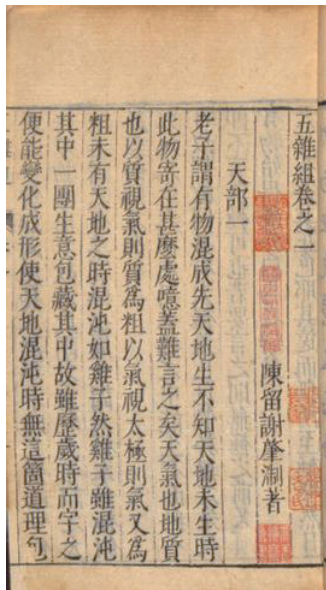 五雜組卷之一
陳留謝肇淛著
天部一
老子謂有物混成先天地生不知天地未生時
此物寄在甚麼處噫蓋難言之矣天氣也地質
也以質視氣則質為粗以氣視太極則氣又為
粗未有天地之時混沌如雞子然雞子雖混沌
其中一團生意包藏其中故雖歷歲時而字之
便能變化成形使天地混沌時無這箇道理包